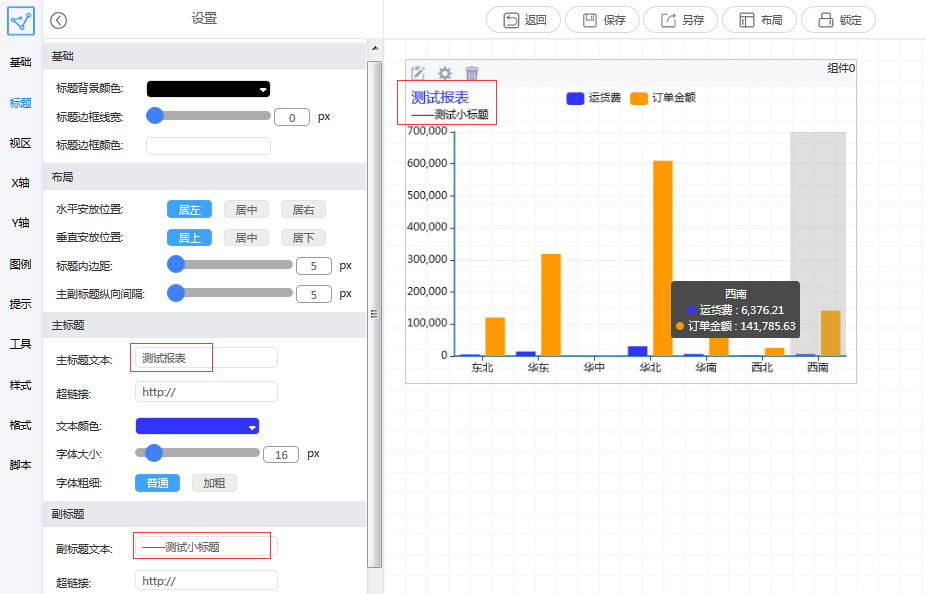 设置
返回
保存
另存
布局
锁定
基础
标题
视区
X轴
Y轴
图例
提示
工具
样式
格式
脚本
基础
标题背景颜色:
标题边框线宽: 0 px
标题边框颜色:
布局
水平安放位置: 居左 居中 居右
垂直安放位置: 居上 居中 居下
标题内边距: 5 px
主副标题纵向间隔: 5 px
主标题
主标题文本: 测试报表
超链接: http://
文本颜色:
字体大小: 16 px
字体粗细: 普通 加粗
副标题
副标题文本: ——测试小标题
超链接: http://
组件0
测试报表
——测试小标题
运货费 订单金额
700,000
600,000
500,000
400,000
300,000
200,000
100,000
0
东北 华东 华中 华北 华南 西北 西南
西南
运货费 : 6,376.21
订单金额 : 141,785.63